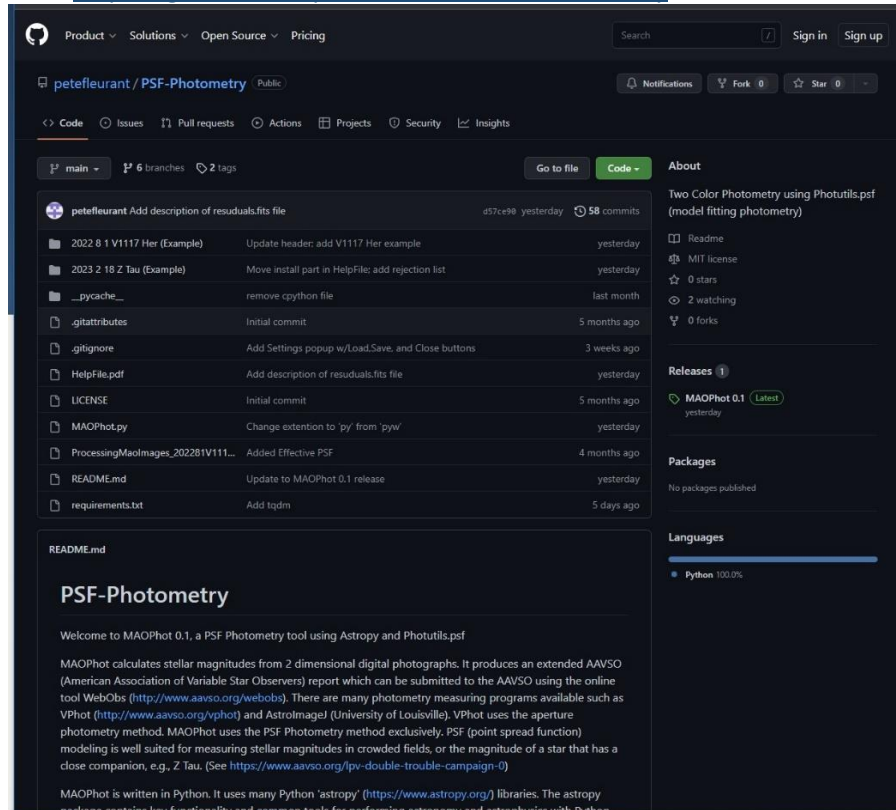 Product Solutions Open Source Pricing Search / Sign in Sign up
petefleurant / PSF-Photometry Public Notifications Fork 0 Star 0
Code Issues Pull requests Actions Projects Security Insights
main 6 branches 2 tags Go to file Code
petefleurant Add description of resuduals.fits file d57ce90 yesterday 58 commits
2022 8 1 V1117 Her (Example) Update header; add V1117 Her example yesterday
2023 2 18 Z Tau (Example) Move install part in HelpFile; add rejection list yesterday
__pycache__ remove cpython file last month
.gitattributes Initial commit 5 months ago
.gitignore Add Settings popup w/Load,Save, and Close buttons 3 weeks ago
HelpFile.pdf Add description of resuduals.fits file yesterday
LICENSE Initial commit 5 months ago
MAOPhot.py Change extention to 'py' from 'pyw' yesterday
ProcessingMaoImages_202281V111... Added Effective PSF 4 months ago
README.md Update to MAOPhot 0.1 release yesterday
requirements.txt Add tqdm 5 days ago
About
Two Color Photometry using Photutils.psf
(model fitting photometry)
Readme
MIT license
0 stars
2 watching
0 forks
Releases 1
MAOPhot 0.1 Latest
yesterday
Packages
No packages published
Languages
Python 100.0%
README.md
PSF-Photometry
Welcome to MAOPhot 0.1, a PSF Photometry tool using Astropy and Photutils.psf
MAOPhot calculates stellar magnitudes from 2 dimensional digital photographs. It produces an extended AAVSO
(American Association of Variable Star Observers) report which can be submitted to the AAVSO using the online
tool WebObs (http://www.aavso.org/webobs). There are many photometry measuring programs available such as
VPhot (http://www.aavso.org/vphot) and AstroImageJ (University of Louisville). VPhot uses the aperture
photometry method. MAOPhot uses the PSF Photometry method exclusively. PSF (point spread function)
modeling is well suited for measuring stellar magnitudes in crowded fields, or the magnitude of a star that has a
close companion, e.g., Z Tau. (See https://www.aavso.org/lpv-double-trouble-campaign-0)
MAOPhot is written in Python. It uses many Python 'astropy' (https://www.astropy.org/) libraries. The astropy
package contains key functionality and common tools for performing astronomy and astrophysics with Python